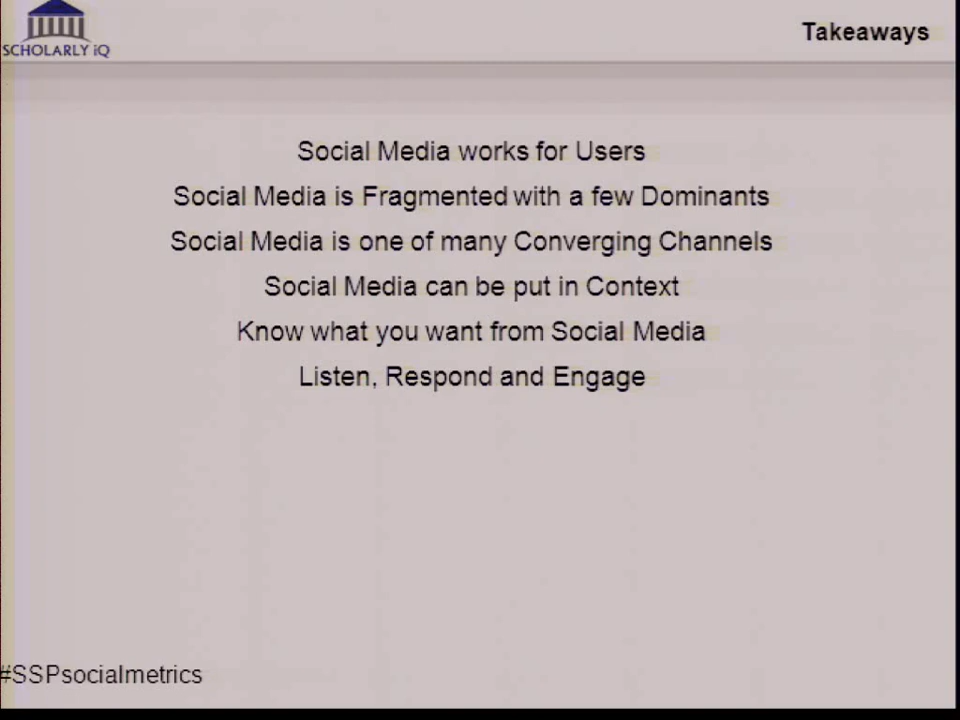 SCHOLARLY iQ
Takeaways
Social Media works for Users
Social Media is Fragmented with a few Dominants
Social Media is one of many Converging Channels
Social Media can be put in Context
Know what you want from Social Media
Listen, Respond and Engage
#SSPsocialmetrics